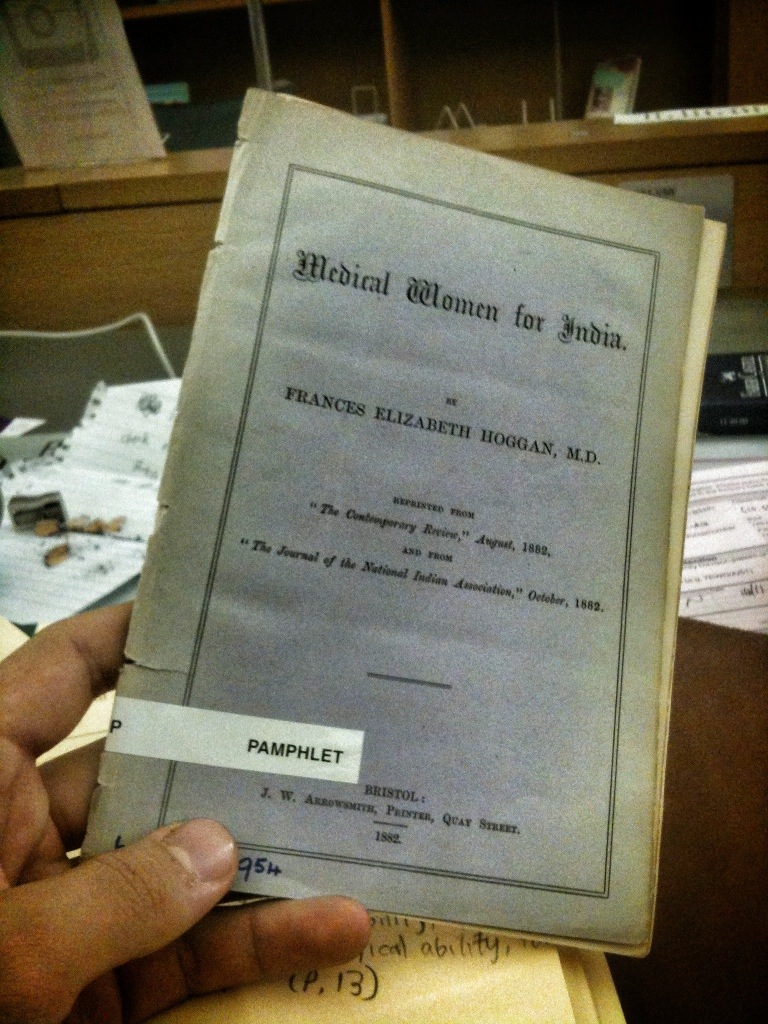 Medical Women for India.
BY
FRANCES ELIZABETH HOGGAN, M.D.
REPRINTED FROM
"The Contemporary Review," August, 1882,
AND FROM
"The Journal of the National Indian Association," October, 1882.
P PAMPHLET
BRISTOL:
J. W. ARROWSMITH, PRINTER, QUAY STREET.
1882.
954
ability,
(P. 13)